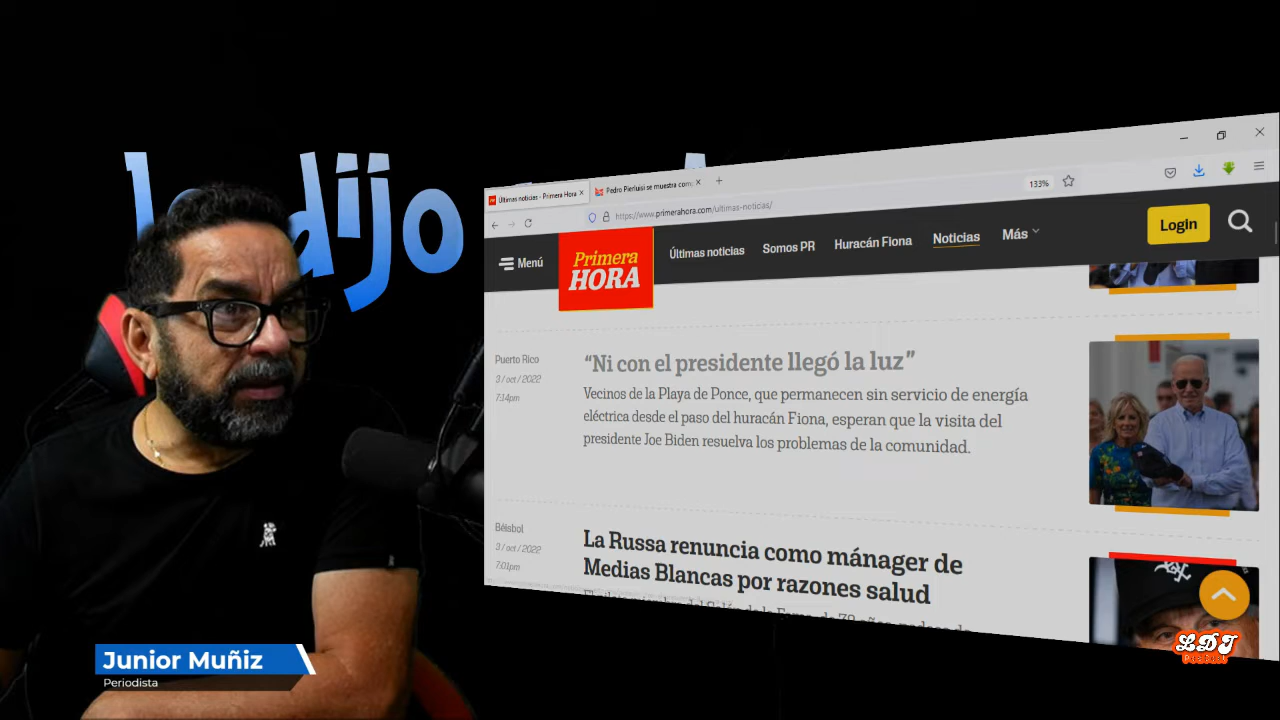 dijo
Últimas noticias - Primera Hora
Pedro Pierluisi se muestra com
133%
https://www.primerahora.com/ultimas-noticias/
Menú
Primera
HORA
Últimas noticias
Somos PR
Huracán Fiona
Noticias
Más
Login
Puerto Rico
3 / oct / 2022
7:14pm
“Ni con el presidente llegó la luz”
Vecinos de la Playa de Ponce, que permanecen sin servicio de energía
eléctrica desde el paso del huracán Fiona, esperan que la visita del
presidente Joe Biden resuelva los problemas de la comunidad.
Béisbol
3 / oct / 2022
7:01pm
La Russa renuncia como mánager de
Medias Blancas por razones salud
LDJ
Podcast
Junior Muñiz
Periodista